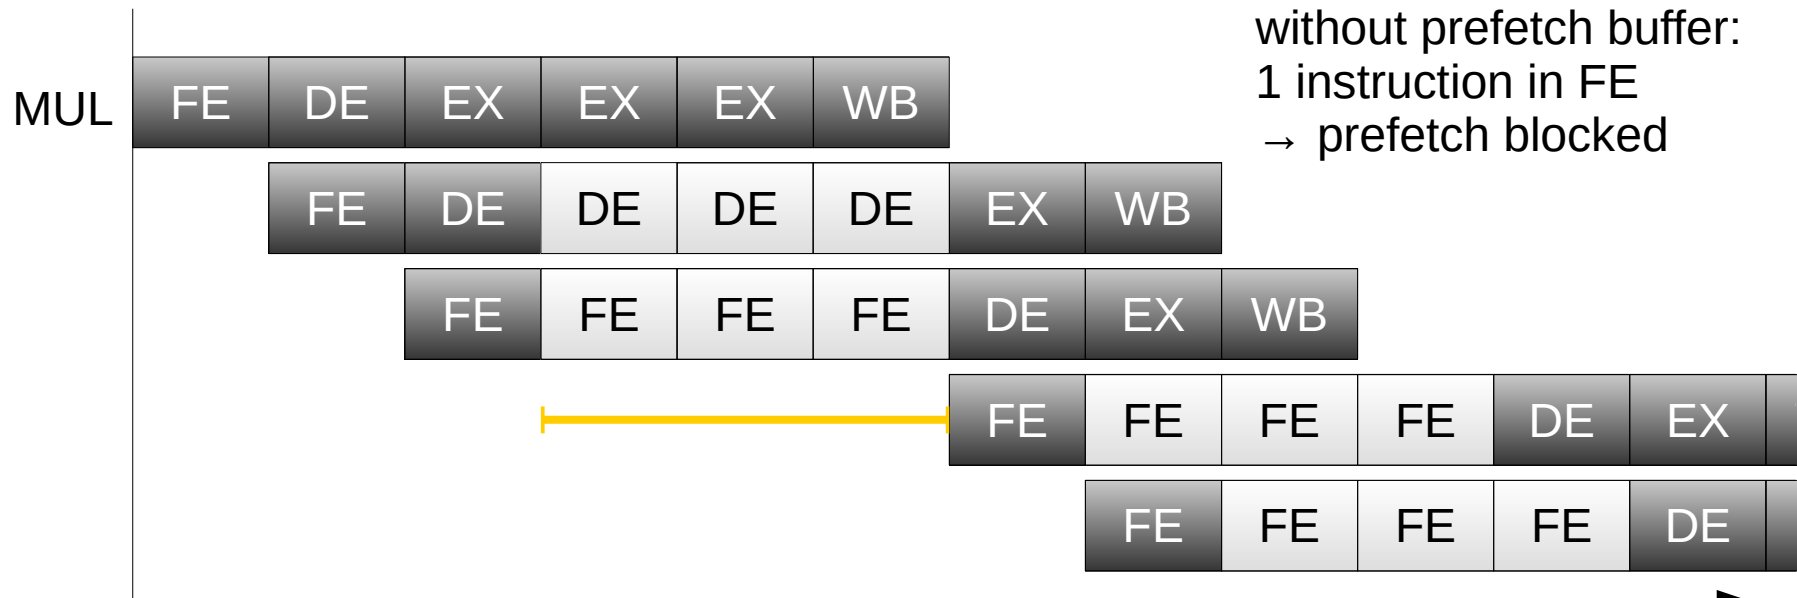 without prefetch buffer:
1 instruction in FE
→ prefetch blocked
MUL FE DE EX EX EX WB
FE DE DE DE DE EX WB
FE FE FE FE DE EX WB
FE FE FE FE DE EX
FE FE FE FE DE